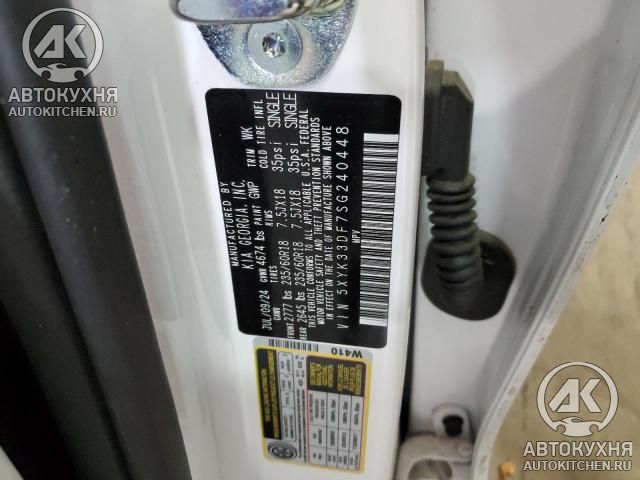 АВТОКУХНЯ
AUTOKITCHEN.RU
MANUFACTURED BY
KIA GEORGIA, INC.
JUL/09/24 GVWR 4674 lbs PAINT GWP TRIM WK
GAWR TIRES RIMS COLD TIRE INFL
FRONT 2777 lbs 235/60R18 7.5JX18 35psi SINGLE
REAR 2645 lbs 235/60R18 7.5JX18 35psi SINGLE
THIS VEHICLE CONFORMS TO ALL APPLICABLE U.S.A. FEDERAL
MOTOR VEHICLE SAFETY AND THEFT PREVENTION STANDARDS
IN EFFECT ON THE DATE OF MANUFACTURE SHOWN ABOVE
VIN 5XYK33DF7SG240448
MPV
W410
АВТОКУХНЯ
AUTOKITCHEN.RU